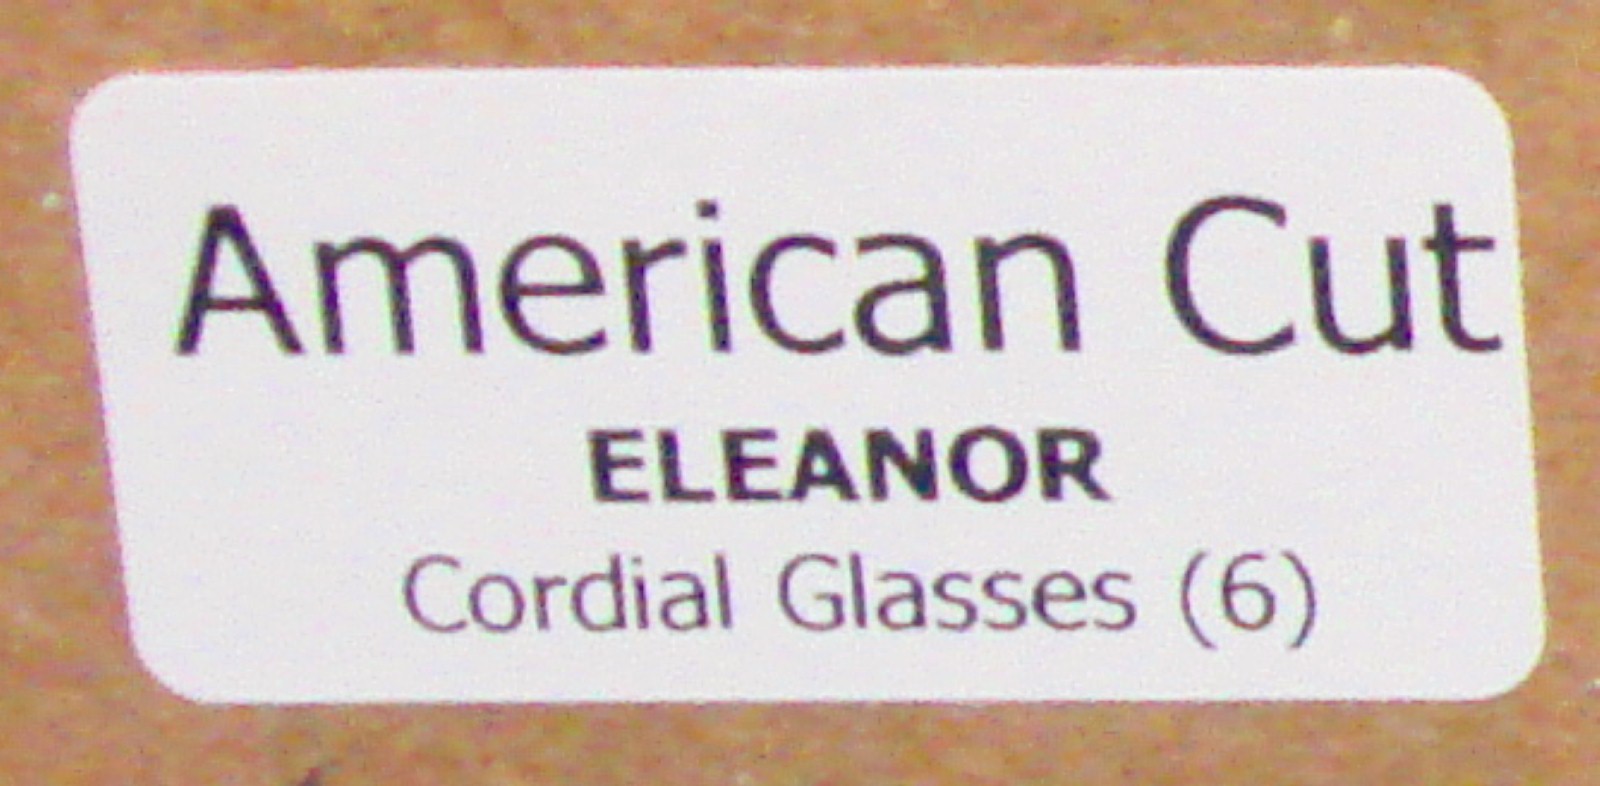 American Cut
ELEANOR
Cordial Glasses (6)